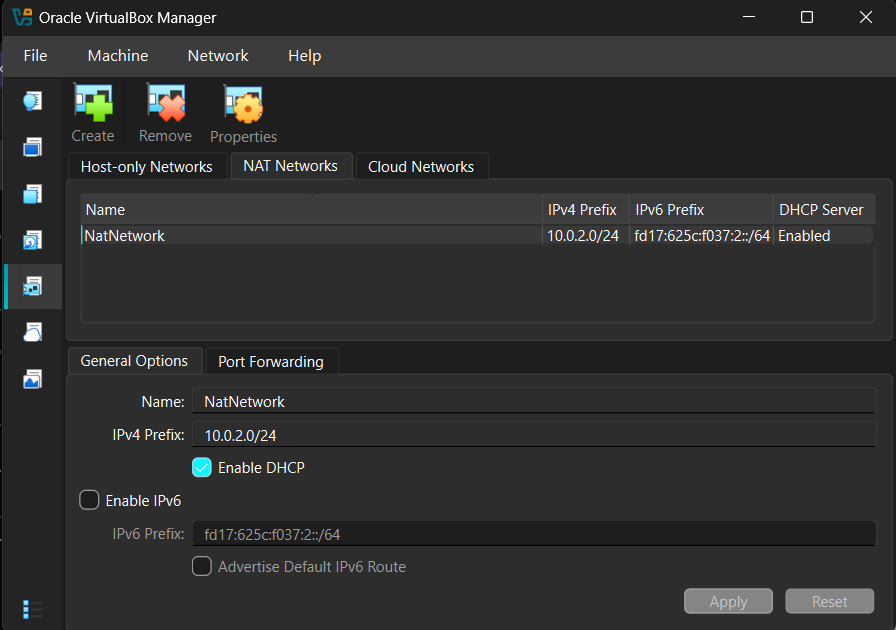 Oracle VirtualBox Manager
File Machine Network Help
Create Remove Properties
Host-only Networks NAT Networks Cloud Networks
Name IPv4 Prefix IPv6 Prefix DHCP Server
NatNetwork 10.0.2.0/24 fd17:625c:f037:2::/64 Enabled
General Options Port Forwarding
Name: NatNetwork
IPv4 Prefix: 10.0.2.0/24
Enable DHCP
Enable IPv6
IPv6 Prefix: fd17:625c:f037:2::/64
Advertise Default IPv6 Route
Apply Reset